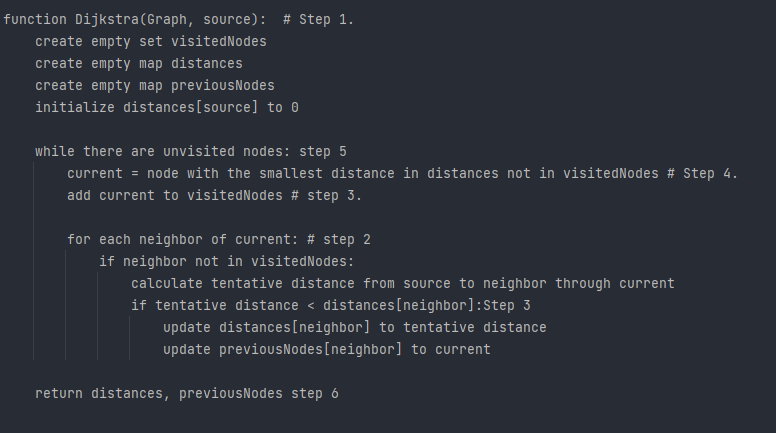 function Dijkstra(Graph, source):  # Step 1.
    create empty set visitedNodes
    create empty map distances
    create empty map previousNodes
    initialize distances[source] to 0

    while there are unvisited nodes: step 5
        current = node with the smallest distance in distances not in visitedNodes # Step 4.
        add current to visitedNodes # step 3.

        for each neighbor of current: # step 2
            if neighbor not in visitedNodes:
                calculate tentative distance from source to neighbor through current
                if tentative distance < distances[neighbor]:Step 3
                    update distances[neighbor] to tentative distance
                    update previousNodes[neighbor] to current

    return distances, previousNodes step 6